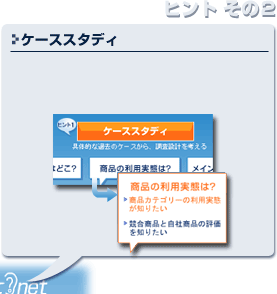 ヒント その2
ケーススタディ
ヒント1
ケーススタディ
具体的な過去のケースから、調査設計を考える
はどこ?
商品の利用実態は?
メイン
商品の利用実態は?
商品カテゴリーの利用実態
が知りたい
競合商品と自社商品の評価
を知りたい
?net